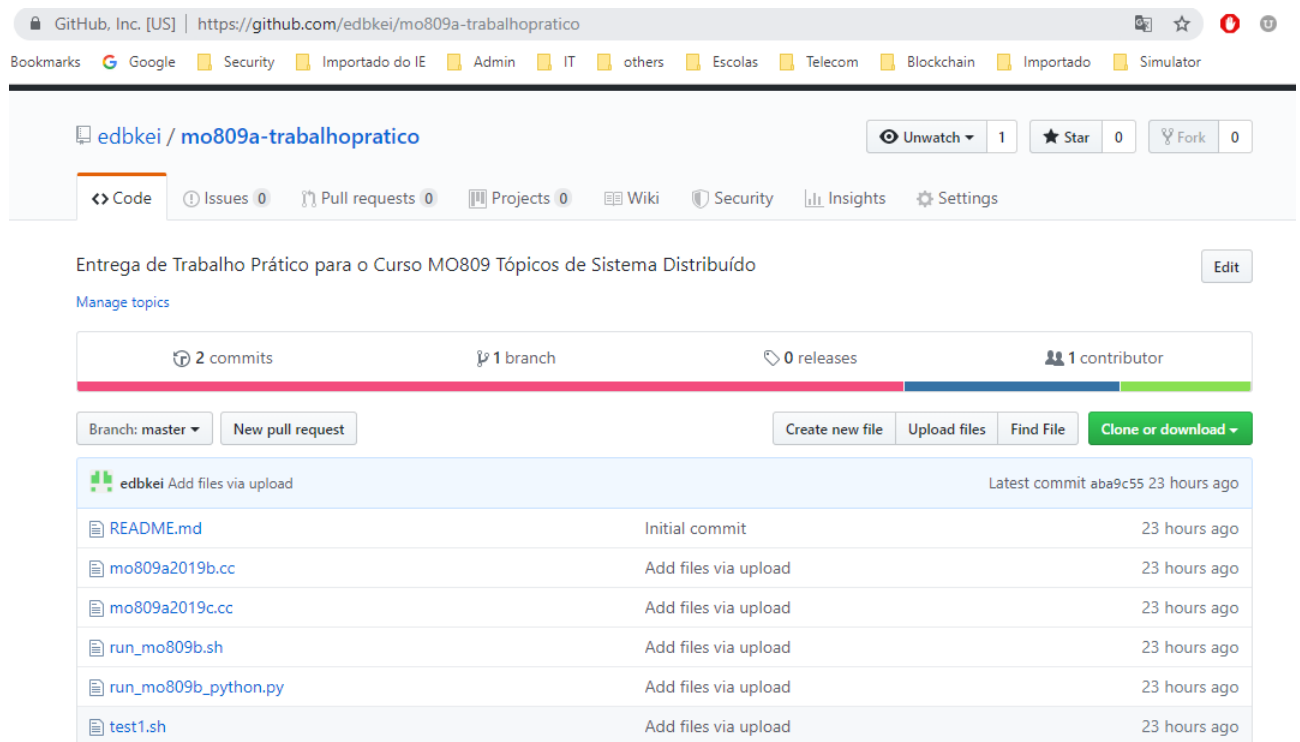 GitHub, Inc. [US] | https://github.com/edbkei/mo809a-trabalhopratico
Bookmarks Google Security Importado do IE Admin IT others Escolas Telecom Blockchain Importado Simulator
edbkei / mo809a-trabalhopratico Unwatch 1 Star 0 Fork 0
Code Issues 0 Pull requests 0 Projects 0 Wiki Security Insights Settings
Entrega de Trabalho Prático para o Curso MO809 Tópicos de Sistema Distribuído Edit
Manage topics
2 commits 1 branch 0 releases 1 contributor
Branch: master New pull request Create new file Upload files Find File Clone or download
edbkei Add files via upload Latest commit aba9c55 23 hours ago
README.md Initial commit 23 hours ago
mo809a2019b.cc Add files via upload 23 hours ago
mo809a2019c.cc Add files via upload 23 hours ago
run_mo809b.sh Add files via upload 23 hours ago
run_mo809b_python.py Add files via upload 23 hours ago
test1.sh Add files via upload 23 hours ago